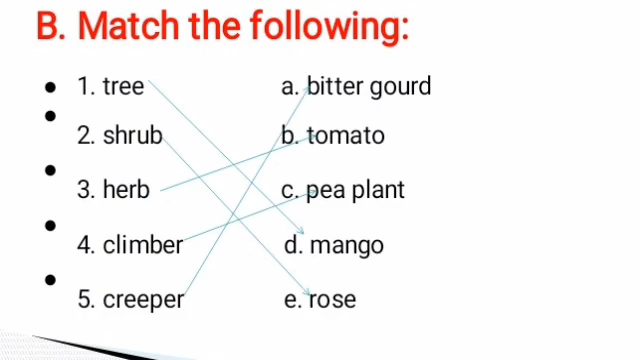 B. Match the following:
• 1. tree a. bitter gourd
•
2. shrub b. tomato
•
3. herb c. pea plant
•
4. climber d. mango
•
5. creeper e. rose